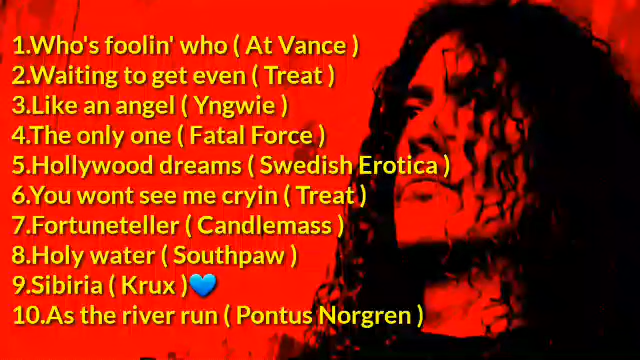 1.Who's foolin' who ( At Vance )
2.Waiting to get even ( Treat )
3.Like an angel ( Yngwie )
4.The only one ( Fatal Force )
5.Hollywood dreams ( Swedish Erotica )
6.You wont see me cryin ( Treat )
7.Fortuneteller ( Candlemass )
8.Holy water ( Southpaw )
9.Sibiria ( Krux )💙
10.As the river run ( Pontus Norgren )